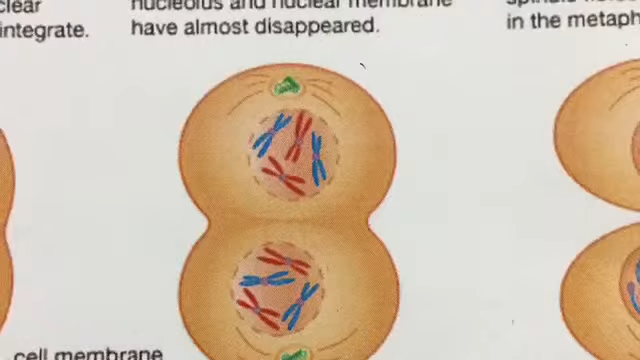 clear
integrate.
nucleolus and nuclear membrane
have almost disappeared.
in the metaph
cell membrane